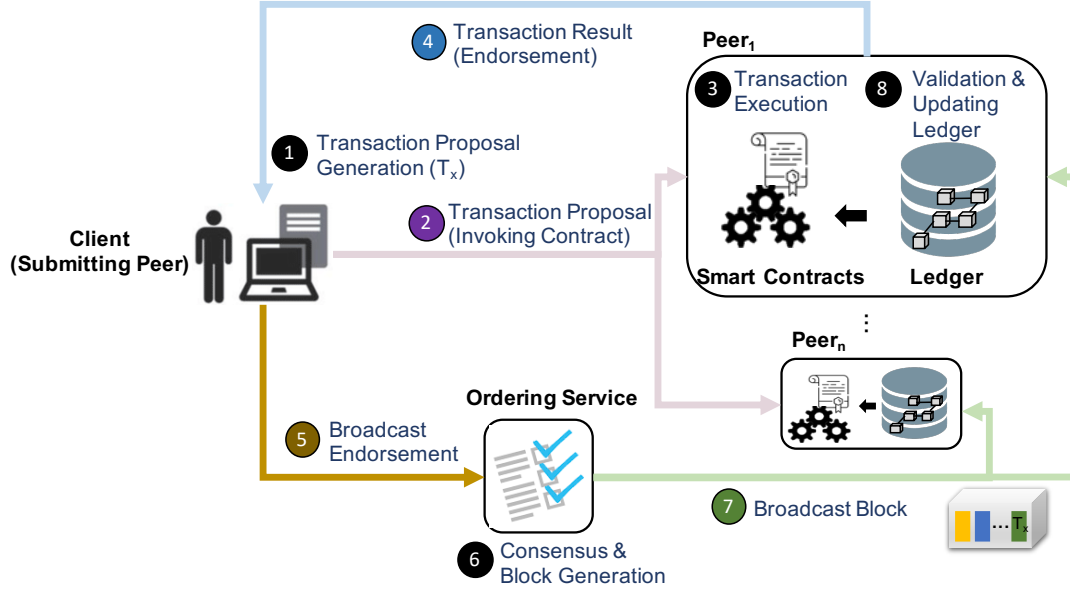 4
Transaction Result
(Endorsement)
Peer₁
3
Transaction
Execution
8
Validation &
Updating
Ledger
1
Transaction Proposal
Generation (Tₓ)
2
Transaction Proposal
(Invoking Contract)
Client
(Submitting Peer)
Smart Contracts
Ledger
⋮
Peerₙ
Ordering Service
5
Broadcast
Endorsement
7
Broadcast Block
...
Tₓ
6
Consensus &
Block Generation